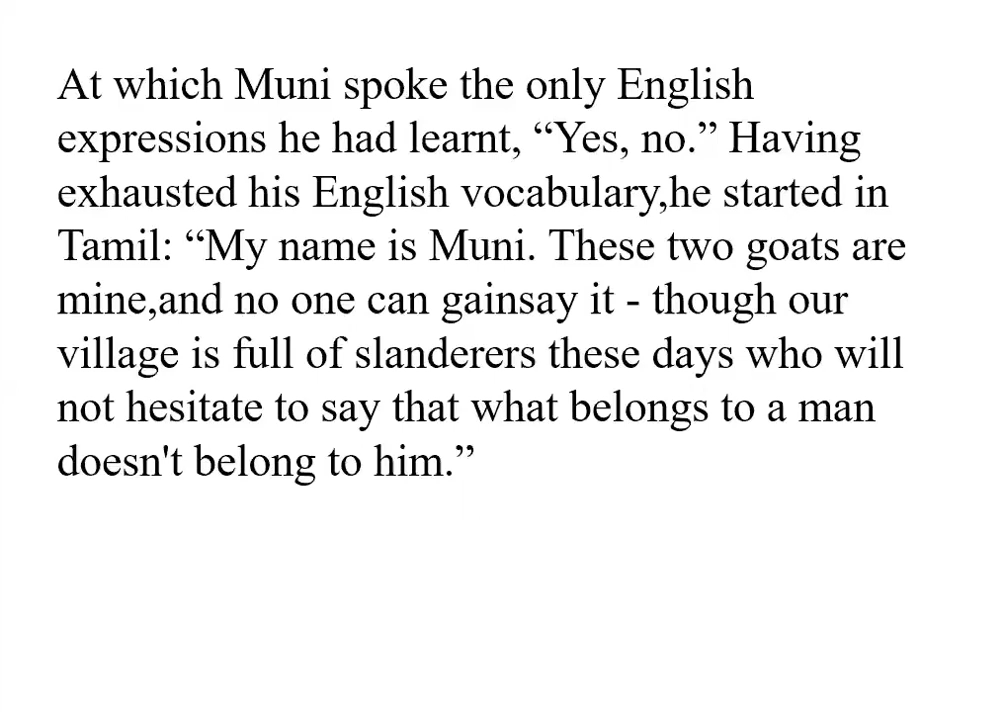 At which Muni spoke the only English
expressions he had learnt, “Yes, no.” Having
exhausted his English vocabulary,he started in
Tamil: “My name is Muni. These two goats are
mine,and no one can gainsay it - though our
village is full of slanderers these days who will
not hesitate to say that what belongs to a man
doesn't belong to him.”